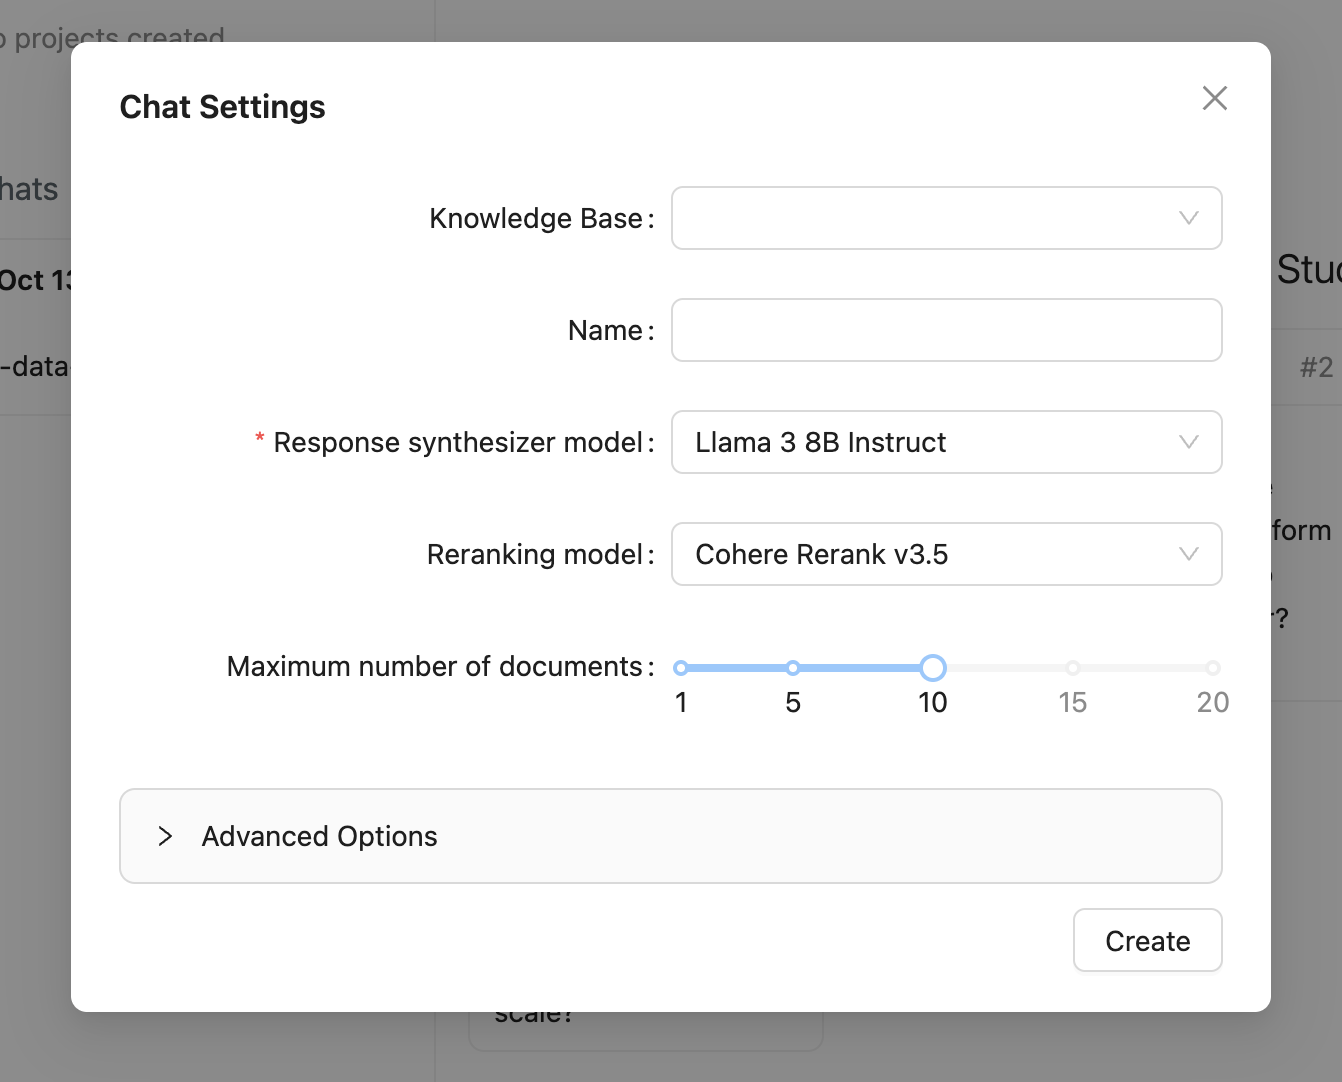 projects created
Chat Settings
hats
Knowledge Base:
Oct 13
Stud
Name:
-data-
#2
* Response synthesizer model: Llama 3 8B Instruct
form
Reranking model: Cohere Rerank v3.5
r?
Maximum number of documents:
1 5 10 15 20
Advanced Options
Create
scale?